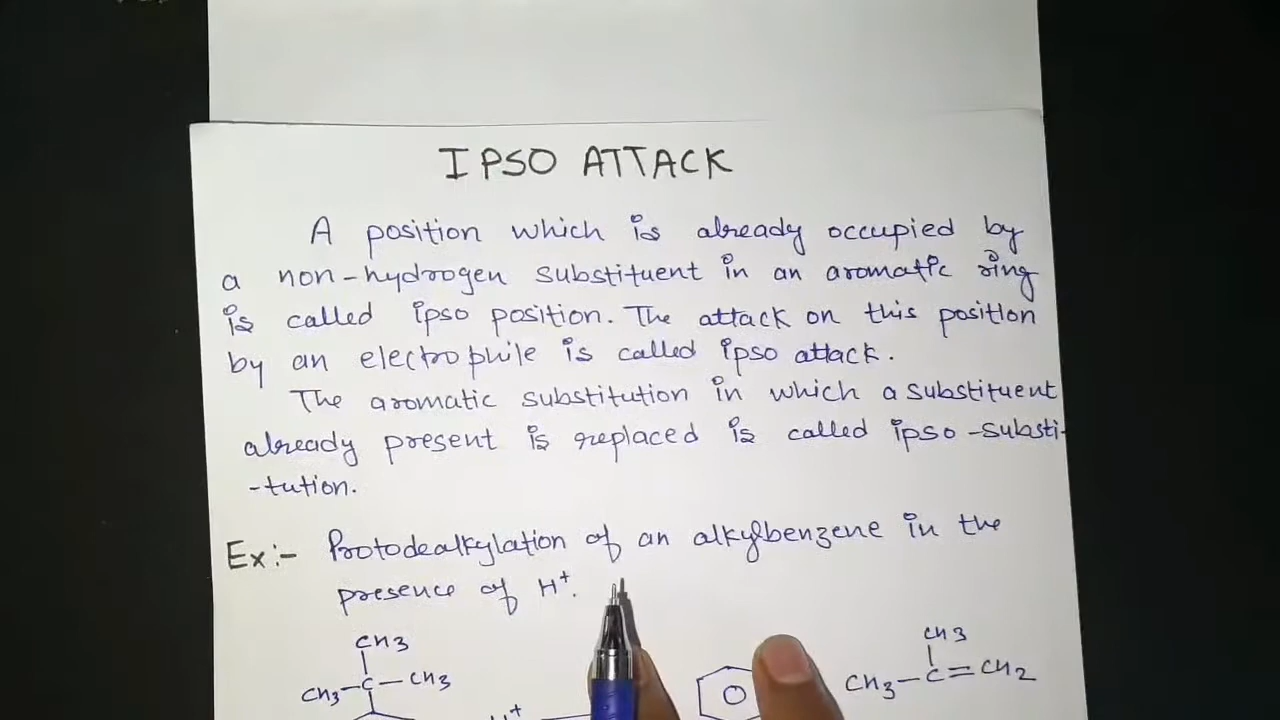 IPSO ATTACK
A position which is already occupied by
a non-hydrogen substituent in an aromatic ring
is called ipso position. The attack on this position
by an electrophile is called ipso attack.
The aromatic substitution in which a substituent
already present is replaced is called ipso-substi-
-tution.
Ex:- Protodealkylation of an alkylbenzene in the
presence of H⁺.
CH3
CH3-C-CH3
H⁺
CH3
CH3-C=CH2